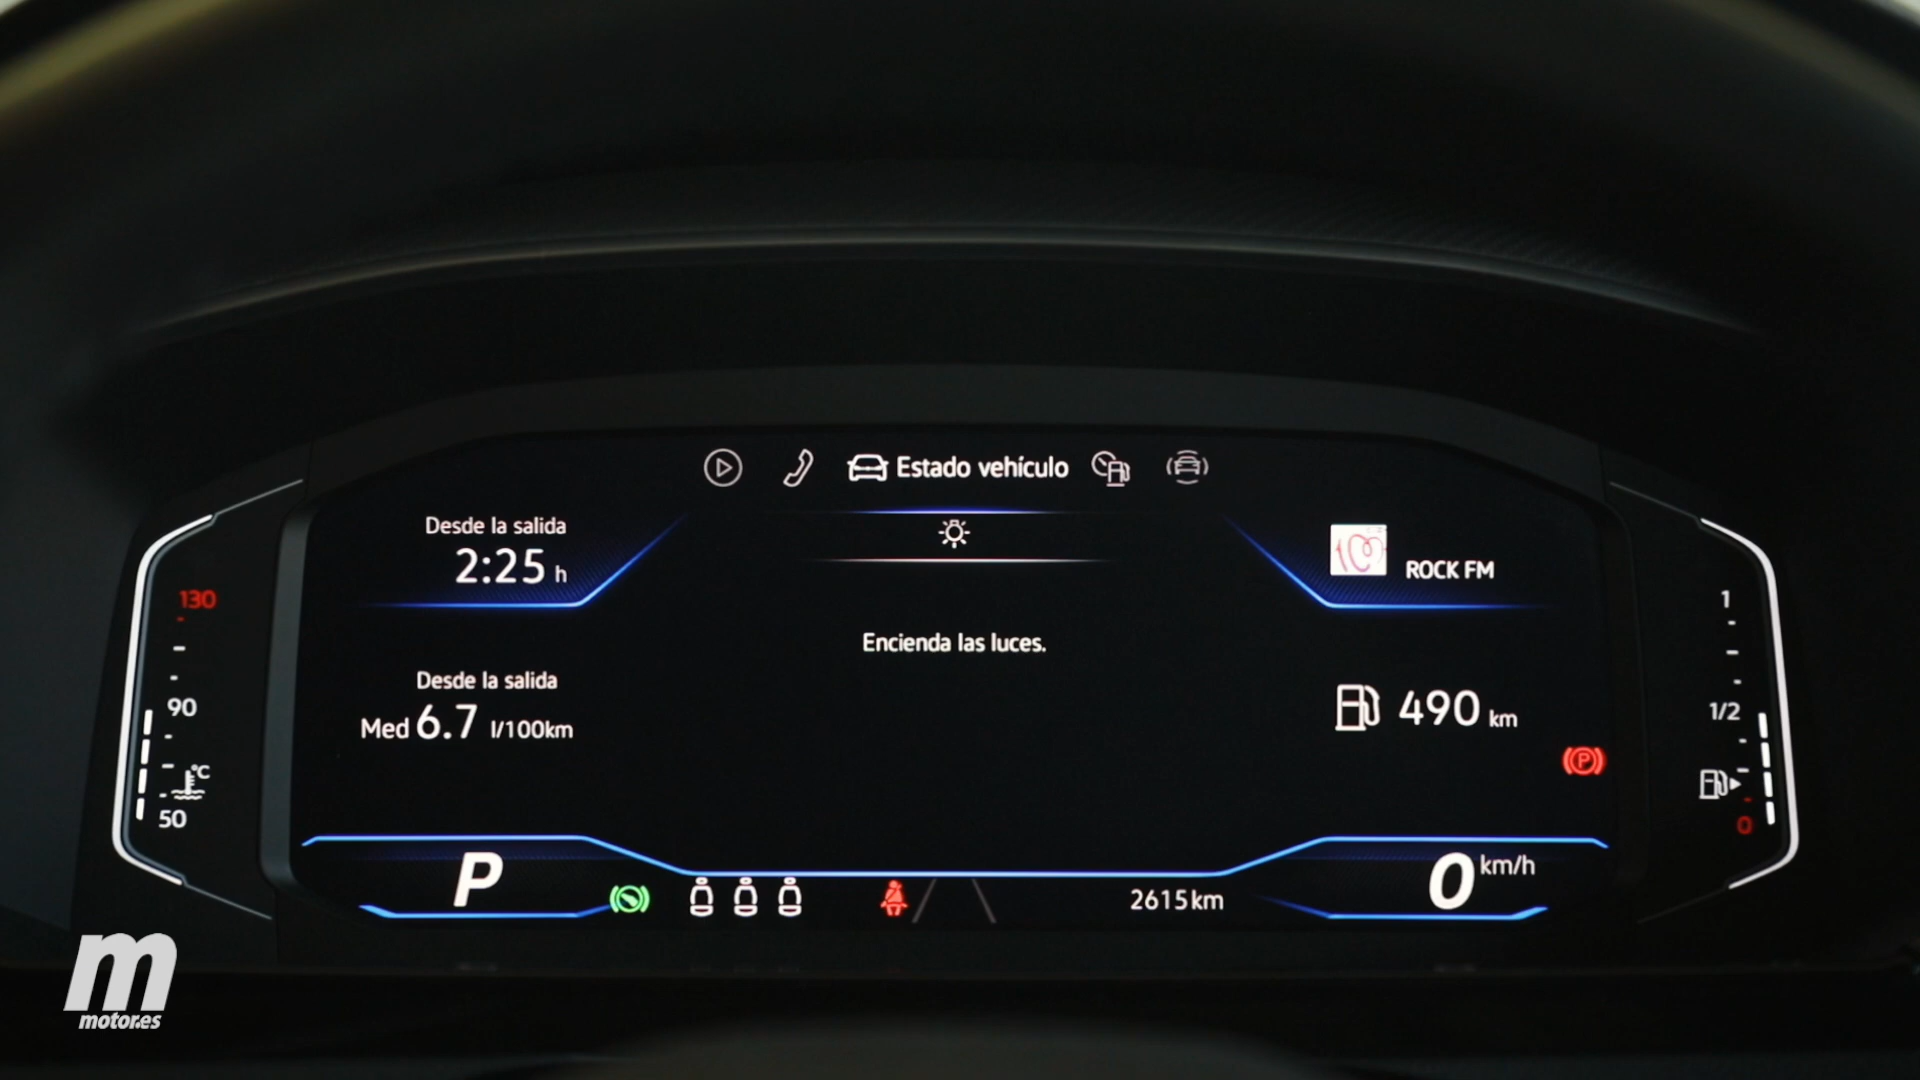 Estado vehículo
Desde la salida
2:25 h
ROCK FM
130
90
°C
50
Encienda las luces.
Desde la salida
Med 6.7 l/100km
490 km
P
1
1/2
0
P
2615km
0 km/h
m
motor.es